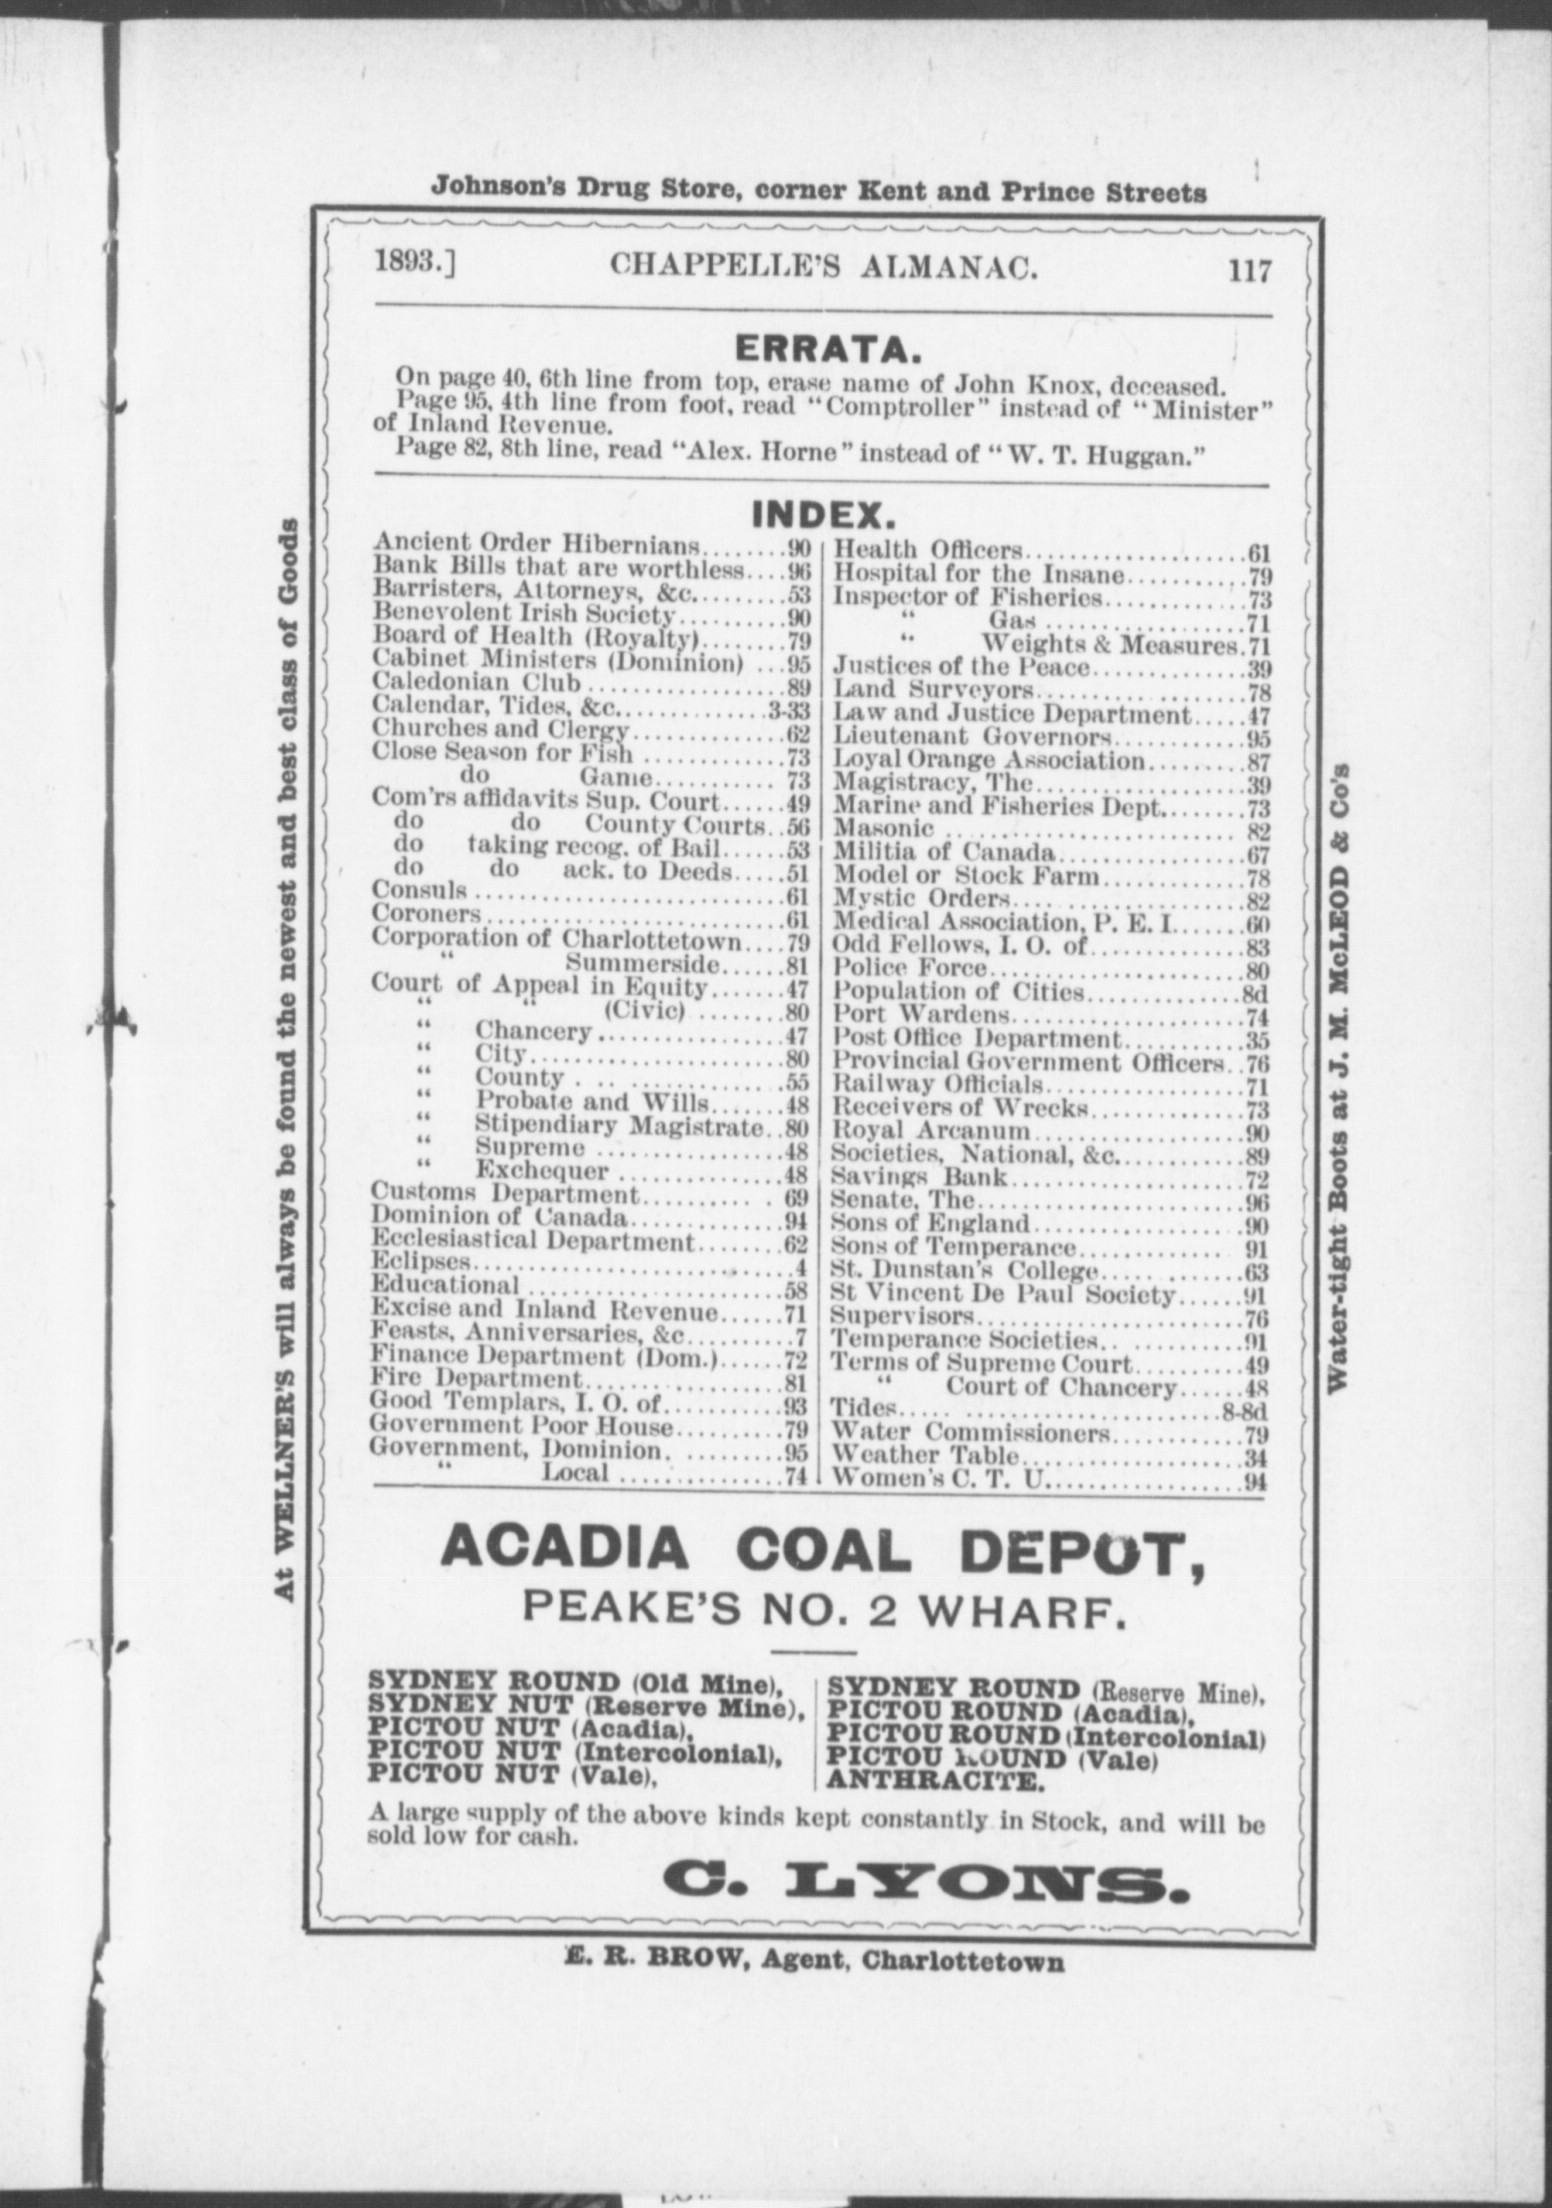 Johnson's Drug Store, corner Kent and Prince Streets
1893.] CHAPPELLE'S ALMANAC. 117
ERRATA.
On page 40, 6th line from top, erase name of John Knox, deceased.
Page 95, 4th line from foot, read "Comptroller" instead of "Minister"
of Inland Revenue.
Page 82, 8th line, read "Alex. Horne" instead of "W. T. Huggan."
INDEX.
Ancient Order Hibernians........90
Bank Bills that are worthless....96
Barristers, Attorneys, &c.........53
Benevolent Irish Society..........90
Board of Health (Royalty)........79
Cabinet Ministers (Dominion) ...95
Caledonian Club ..................89
Calendar, Tides, &c..............3-33
Churches and Clergy..............62
Close Season for Fish .............73
do Game........... 73
Com'rs affidavits Sup. Court......49
do do County Courts..56
do taking recog. of Bail......53
do do ack. to Deeds.....51
Consuls ............................61
Coroners...........................61
Corporation of Charlottetown....79
" Summerside......81
Court of Appeal in Equity.......47
" " (Civic) ........80
" Chancery .................47
" City.......................80
" County . .. ..............55
" Probate and Wills.......48
" Stipendiary Magistrate..80
" Supreme .................48
" Exchequer ...............48
Customs Department............ 69
Dominion of Canada..............94
Ecclesiastical Department........62
Eclipses..............................4
Educational .......................58
Excise and Inland Revenue......71
Feasts, Anniversaries, &c..........7
Finance Department (Dom.)......72
Fire Department..................81
Good Templars, I. O. of...........93
Government Poor House..........79
Government, Dominion. .........95
" Local ...............74
Health Officers....................61
Hospital for the Insane...........79
Inspector of Fisheries.............73
" Gas ..................71
" Weights & Measures.71
Justices of the Peace..............39
Land Surveyors...................78
Law and Justice Department.....47
Lieutenant Governors............95
Loyal Orange Association.........87
Magistracy, The...................39
Marine and Fisheries Dept........73
Masonic .......................... 82
Militia of Canada.................67
Model or Stock Farm.............78
Mystic Orders.....................82
Medical Association, P. E. I.......60
Odd Fellows, I. O. of..............83
Police Force.......................80
Population of Cities..............8d
Port Wardens.....................74
Post Office Department...........35
Provincial Government Officers..76
Railway Officials..................71
Receivers of Wrecks..............73
Royal Arcanum...................90
Societies, National, &c............89
Savings Bank.....................72
Senate, The.......................96
Sons of England..................90
Sons of Temperance............. 91
St. Dunstan's College..... .......63
St Vincent De Paul Society......91
Supervisors........................76
Temperance Societies.. ...........91
Terms of Supreme Court..........49
" Court of Chancery......48
Tides..... .......................8-8d
Water Commissioners............79
Weather Table....................34
Women's C. T. U..................94
ACADIA COAL DEPOT,
PEAKE'S NO. 2 WHARF.
SYDNEY ROUND (Old Mine),
SYDNEY NUT (Reserve Mine),
PICTOU NUT (Acadia),
PICTOU NUT (Intercolonial),
PICTOU NUT (Vale),
SYDNEY ROUND (Reserve Mine),
PICTOU ROUND (Acadia),
PICTOU ROUND (Intercolonial)
PICTOU ROUND (Vale)
ANTHRACITE.
A large supply of the above kinds kept constantly in Stock, and will be
sold low for cash.
C. LYONS.
E. R. BROW, Agent, Charlottetown
At WELLNER'S will always be found the newest and best class of Goods
Water-tight Boots at J. M. McLEOD & Co's